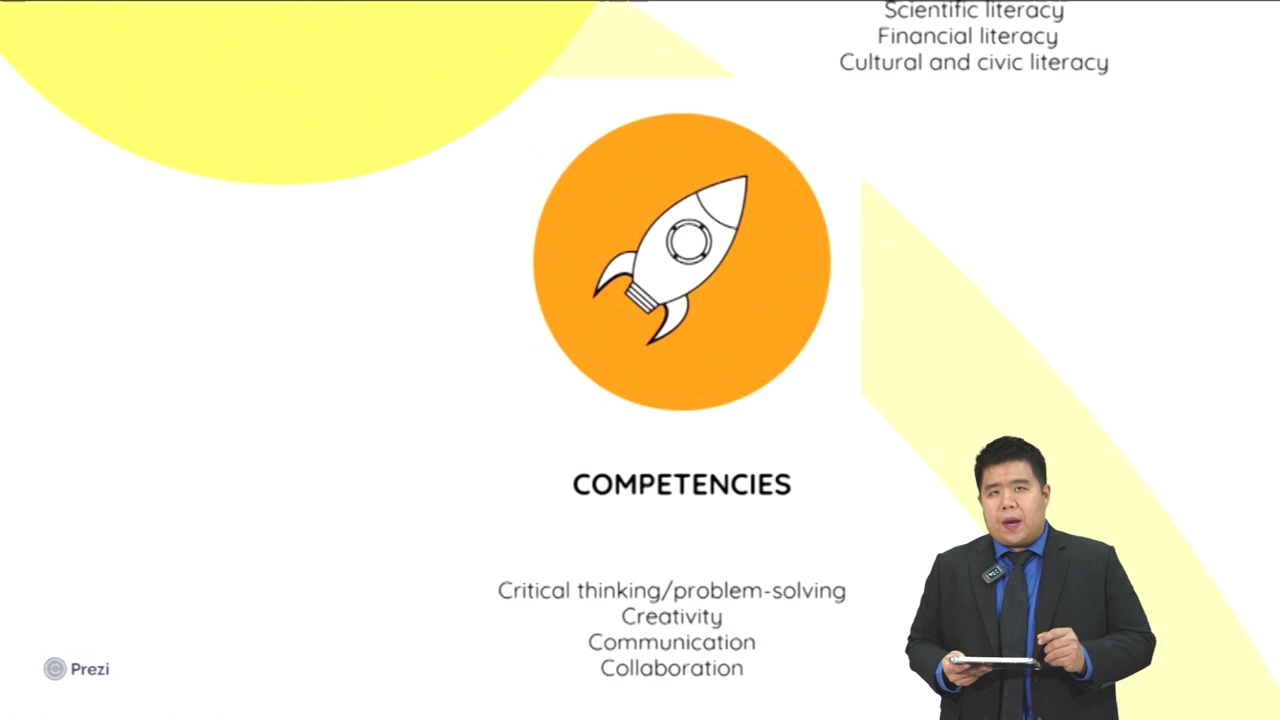 Scientific literacy
Financial literacy
Cultural and civic literacy
COMPETENCIES
Critical thinking/problem-solving
Creativity
Communication
Collaboration
Prezi